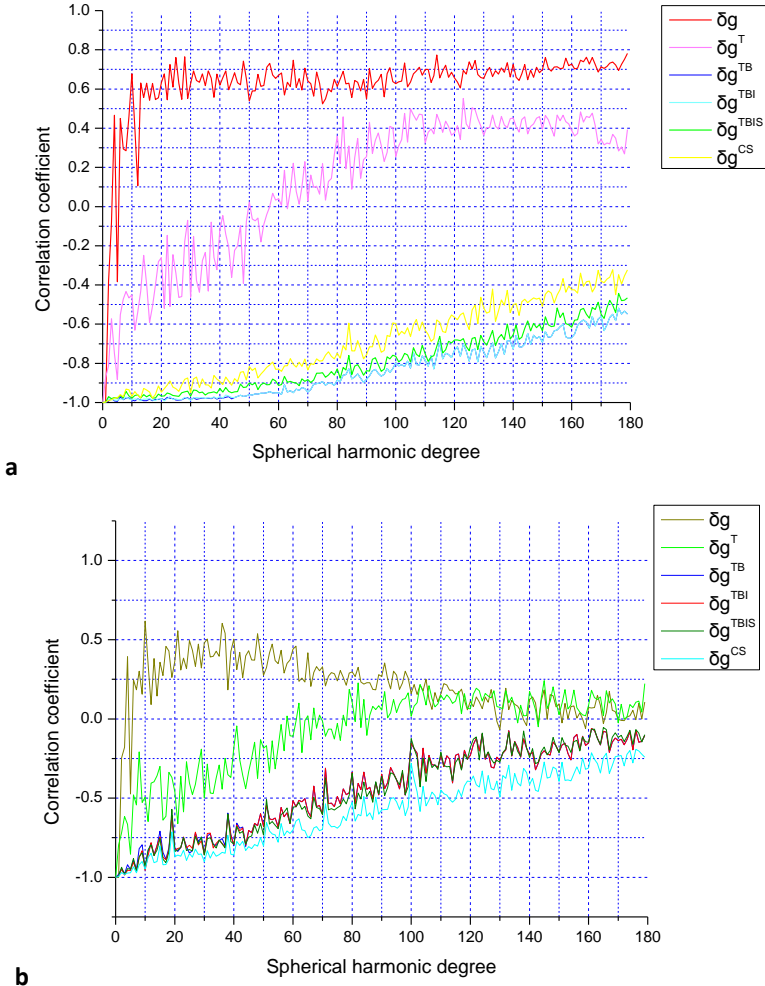 1.0
0.8
0.6
0.4
0.2
0.0
-0.2
-0.4
-0.6
-0.8
-1.0
Correlation coefficient
0 20 40 60 80 100 120 140 160 180
Spherical harmonic degree
δg
δg^T
δg^TB
δg^TBI
δg^TBIS
δg^CS
a
1.0
0.5
0.0
-0.5
-1.0
Correlation coefficient
0 20 40 60 80 100 120 140 160 180
Spherical harmonic degree
δg
δg^T
δg^TB
δg^TBI
δg^TBIS
δg^CS
b